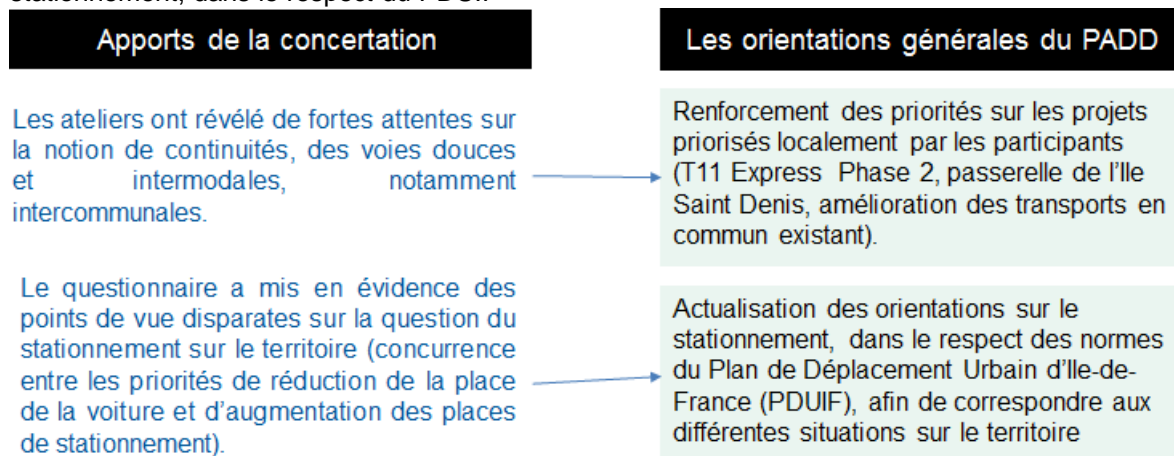 Apports de la concertation
Les orientations générales du PADD
Les ateliers ont révélé de fortes attentes sur
la notion de continuités, des voies douces
et intermodales, notamment
intercommunales.
Renforcement des priorités sur les projets
priorisés localement par les participants
(T11 Express Phase 2, passerelle de l'Ile
Saint Denis, amélioration des transports en
commun existant).
Le questionnaire a mis en évidence des
points de vue disparates sur la question du
stationnement sur le territoire (concurrence
entre les priorités de réduction de la place
de la voiture et d'augmentation des places
de stationnement).
Actualisation des orientations sur le
stationnement, dans le respect des normes
du Plan de Déplacement Urbain d'Ile-de-
France (PDUIF), afin de correspondre aux
différentes situations sur le territoire